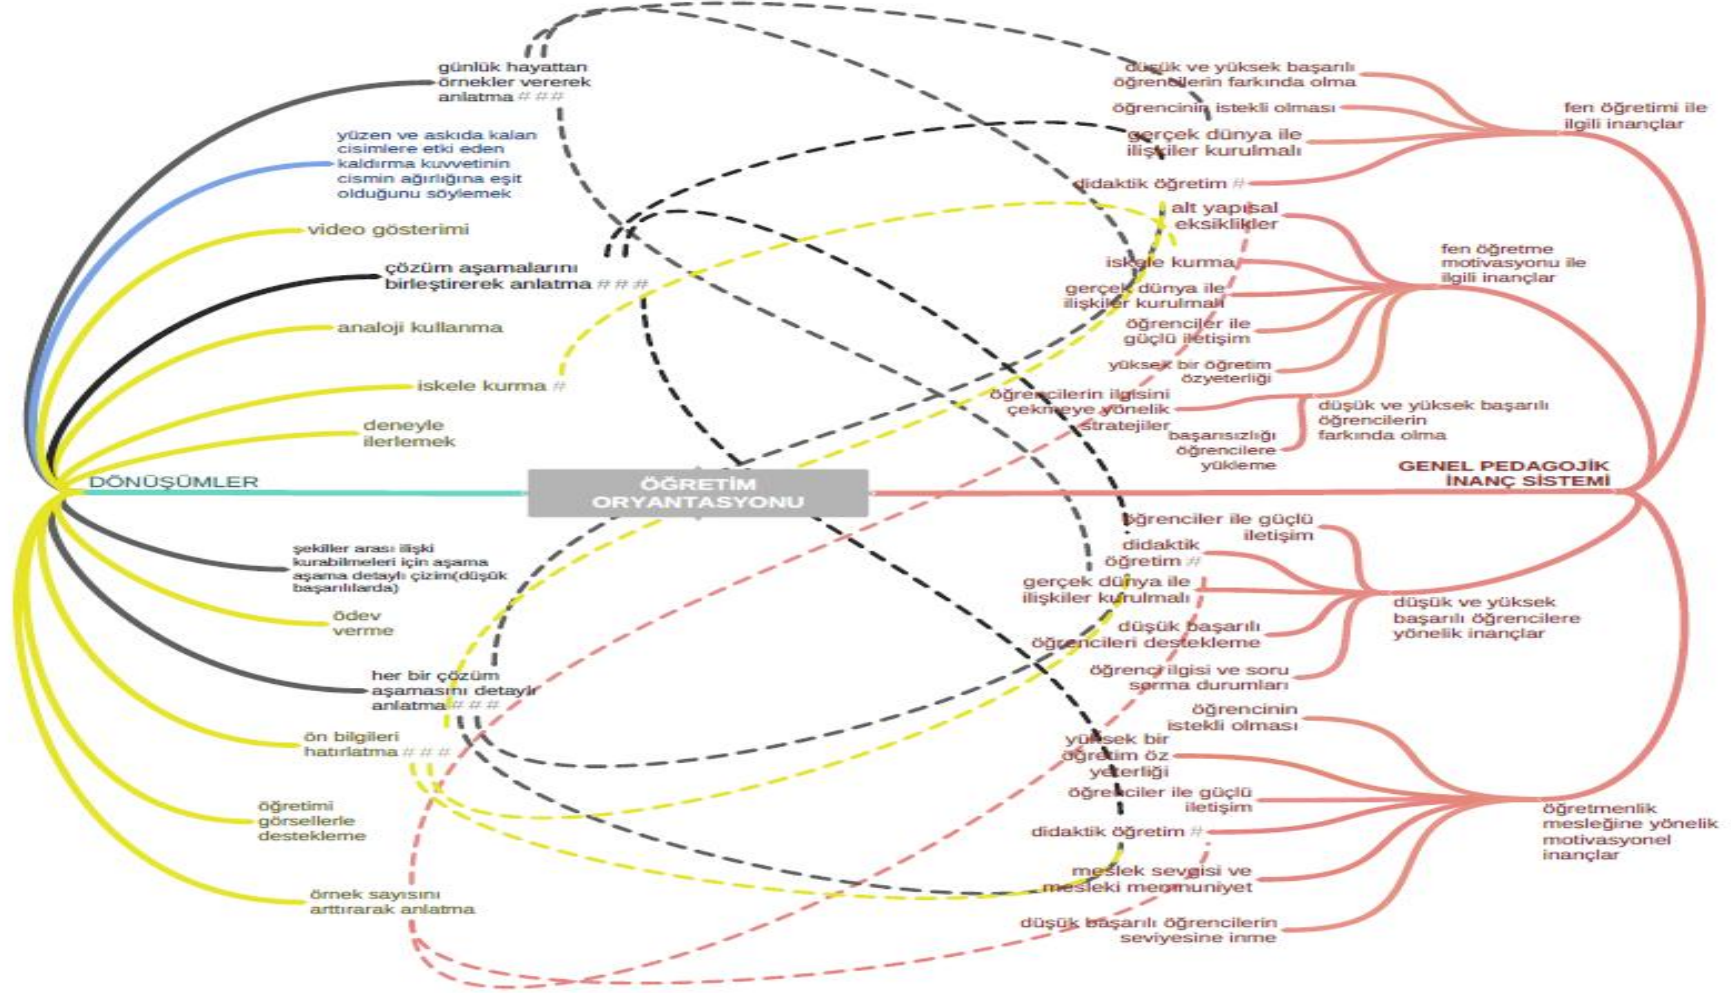 günlük hayattan
örnekler vererek
anlatma # # #
yüzen ve askıda kalan
cisimlere etki eden
kaldırma kuvvetinin
cismin ağırlığına eşit
olduğunu söylemek
video gösterimi
çözüm aşamalarını
birleştirerek anlatma # # #
analoji kullanma
iskele kurma #
deneyle
ilerlemek
DÖNÜŞÜMLER
şekiller arası ilişki
kurabilmeleri için aşama
aşama detaylı çizim(düşük
başarılılarda)
ödev
verme
her bir çözüm
aşamasını detaylı
anlatma # # #
ön bilgileri
hatırlatma # # #
öğretimi
görsellerle
destekleme
örnek sayısını
arttırarak anlatma
ÖĞRETİM
ORYANTASYONU
düşük ve yüksek başarılı
öğrencilerin farkında olma
öğrencinin istekli olması
gerçek dünya ile
ilişkiler kurulmalı
didaktik öğretim #
fen öğretimi ile
ilgili inançlar
alt yapısal
eksiklikler
iskele kurma
gerçek dünya ile
ilişkiler kurulmalı
öğrenciler ile
güçlü iletişim
yüksek bir öğretim
özyeterliği
öğrencilerin ilgisini
çekmeye yönelik
stratejiler
başarısızlığı
öğrencilere
yükleme
düşük ve yüksek başarılı
öğrencilerin
farkında olma
fen öğretme
motivasyonu ile
ilgili inançlar
GENEL PEDAGOJİK
İNANÇ SİSTEMİ
öğrenciler ile güçlü
iletişim
didaktik
öğretim #
gerçek dünya ile
ilişkiler kurulmalı
düşük başarılı
öğrencileri destekleme
öğrenci ilgisi ve soru
sorma durumları
düşük ve yüksek
başarılı öğrencilere
yönelik inançlar
öğrencinin
istekli olması
yüksek bir
öğretim öz
yeterliği
öğrenciler ile güçlü
iletişim
didaktik öğretim #
meslek sevgisi ve
mesleki memnuniyet
düşük başarılı öğrencilerin
seviyesine inme
öğretmenlik
mesleğine yönelik
motivasyonel
inançlar